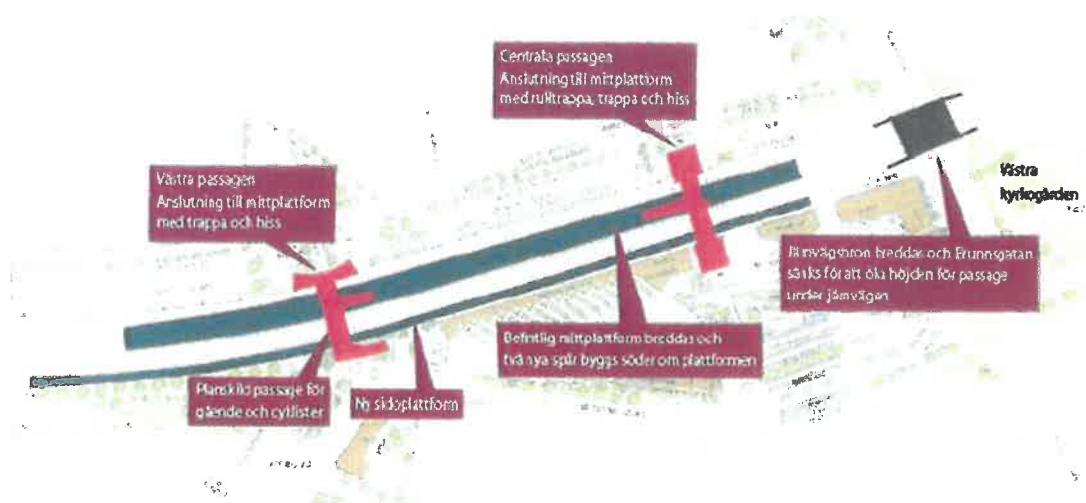 Centrala passagen
Anslutning till mittplattform
med rulltrappa, trappa och hiss
Västra passagen
Anslutning till mittplattform
med trappa och hiss
Västra
kyrkogården
Järnvägsbron breddas och Brunnsgatan
sänks för att öka höjden för passage
under järnvägen
Befintlig mittplattform breddas och
två nya spår byggs söder om plattformen
Planskild passage för
gående och cyklister
Ny sidoplattform